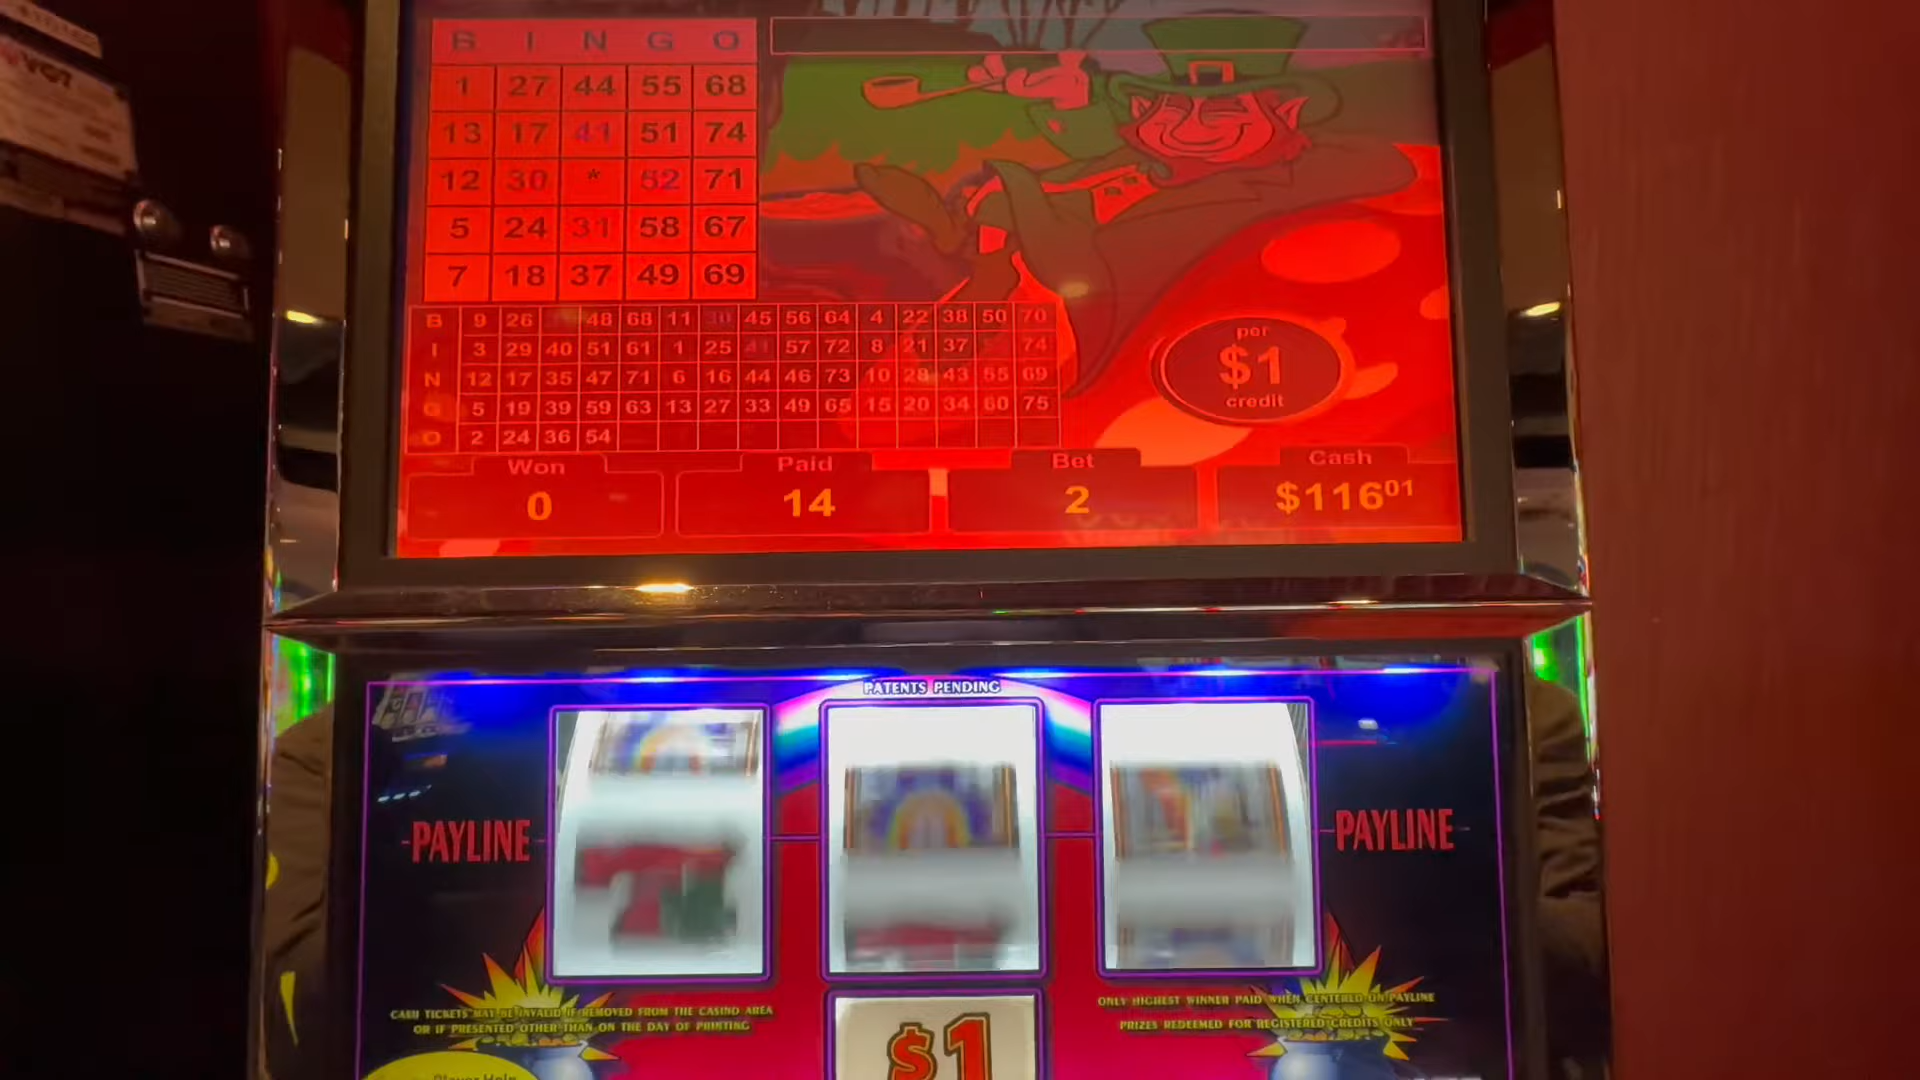 VG7
B I N G O
1 27 44 55 68
13 17 41 51 74
12 30 * 52 71
5 24 31 58 67
7 18 37 49 69
B 9 26 48 68 11 30 45 56 64 4 22 38 50 70
I 3 29 40 51 61 1 25 41 57 72 8 21 37 74
N 12 17 35 47 71 6 16 44 46 73 10 28 43 55 69
G 5 19 39 59 63 13 27 33 49 65 15 20 34 60 75
O 2 24 36 54
per
$1
credit
Won Paid Bet Cash
0 14 2 $116.01
PATENTS PENDING
-PAYLINE- -PAYLINE-
CASH TICKETS MAY BE INVALID IF REMOVED FROM THE CASINO AREA
OR IF PRESENTED OTHER THAN ON THE DAY OF PRINTING
ONLY HIGHEST WINNER PAID WHEN CENTERED ON PAYLINE
PRIZES REDEEMED FOR REGISTERED CREDITS ONLY
$1
Player Help